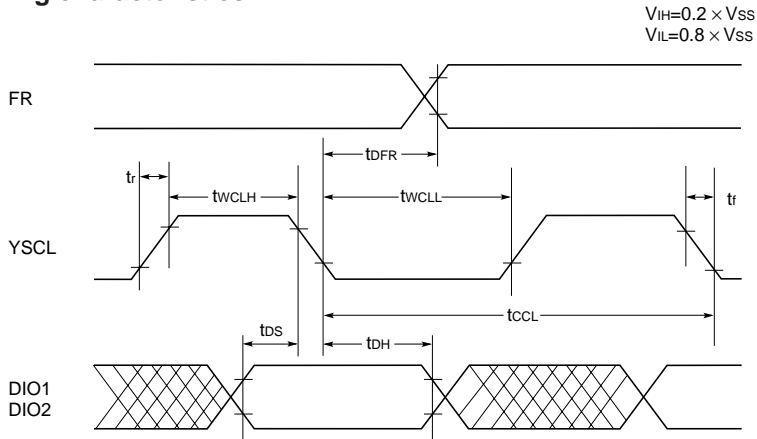 VIH=0.2 × VSS
VIL=0.8 × VSS
FR
tDFR
tr
tWCLH
tWCLL
tf
YSCL
tCCL
tDS
tDH
DIO1
DIO2